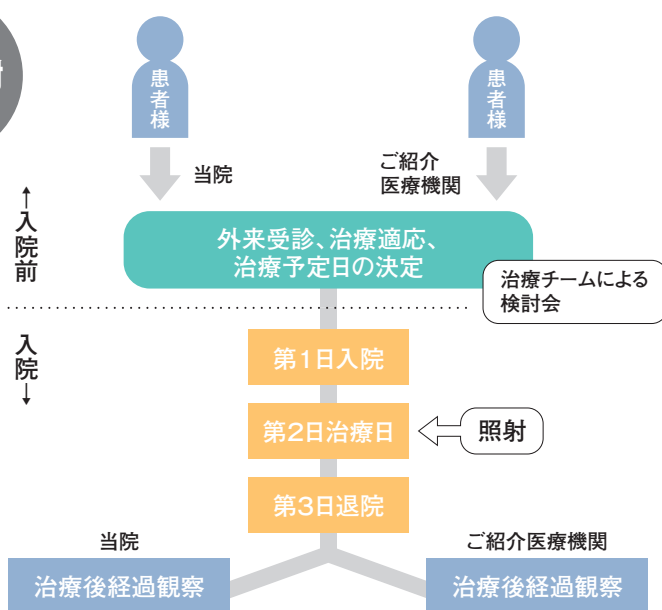 患者様
患者様
当院
ご紹介
医療機関
←入院前
外来受診、治療適応、
治療予定日の決定
治療チームによる
検討会
入院→
第1日入院
第2日治療日
照射
第3日退院
当院
ご紹介医療機関
治療後経過観察
治療後経過観察